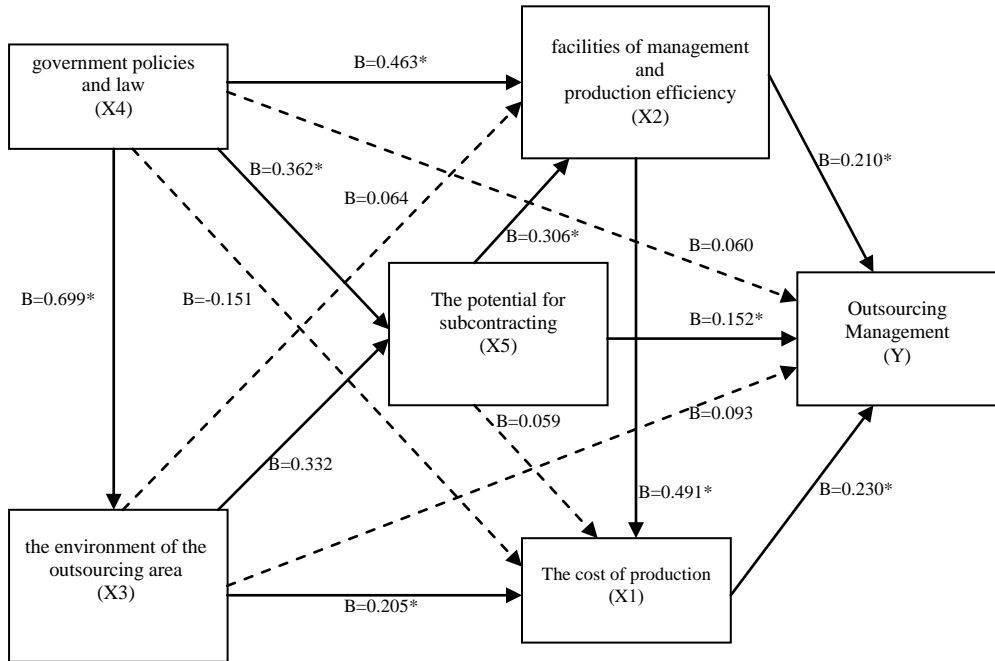 government policies
and law
(X4)
B=0.463*
facilities of management
and
production efficiency
(X2)
B=0.362*
B=0.064
B=0.210*
B=0.306*
B=0.060
B=0.699*
B=-0.151
The potential for
subcontracting
(X5)
B=0.152*
Outsourcing
Management
(Y)
B=0.059
B=0.093
B=0.332
B=0.491*
B=0.230*
the environment of the
outsourcing area
(X3)
B=0.205*
The cost of production
(X1)